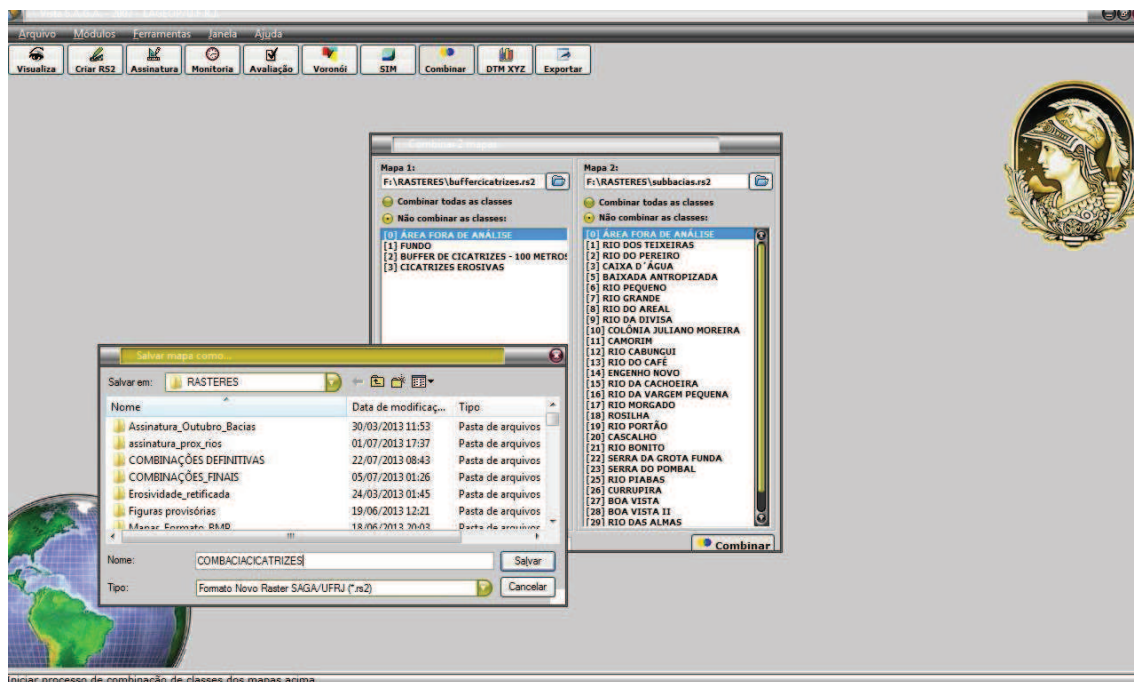 Arquivo Módulos Ferramentas Janela Ajuda
Visualiza Criar RS2 Assinatura Monitoria Avaliação Voronói SIM Combinar DTM XYZ Exportar
Combinar 2 mapas
Mapa 1:
F:\RASTERES\buffercicatrizes.rs2
Combinar todas as classes
Não combinar as classes:
[0] ÁREA FORA DE ANÁLISE
[1] FUNDO
[2] BUFFER DE CICATRIZES - 100 METROS
[3] CICATRIZES EROSIVAS
Mapa 2:
F:\RASTERES\subbacias.rs2
Combinar todas as classes
Não combinar as classes:
[0] ÁREA FORA DE ANÁLISE
[1] RIO DOS TEIXEIRAS
[2] RIO DO PEREIRO
[3] CAIXA D´ÁGUA
[5] BAIXADA ANTROPIZADA
[6] RIO PEQUENO
[7] RIO GRANDE
[8] RIO DO AREAL
[9] RIO DA DIVISA
[10] COLÔNIA JULIANO MOREIRA
[11] CAMORIM
[12] RIO CABUNGUI
[13] RIO DO CAFÉ
[14] ENGENHO NOVO
[15] RIO DA CACHOEIRA
[16] RIO DA VARGEM PEQUENA
[17] RIO MORGADO
[18] ROSILHA
[19] RIO PORTÃO
[20] CASCALHO
[21] RIO BONITO
[22] SERRA DA GROTA FUNDA
[23] SERRA DO POMBAL
[25] RIO PIABAS
[26] CURRUPIRA
[27] BOA VISTA
[28] BOA VISTA II
[29] RIO DAS ALMAS
Combinar
Salvar mapa como...
Salvar em: RASTERES
Nome Data de modificaç... Tipo
Assinatura_Outubro_Bacias 30/03/2013 11:53 Pasta de arquivos
assinatura_prox_rios 01/07/2013 17:37 Pasta de arquivos
COMBINAÇÕES DEFINITIVAS 22/07/2013 08:43 Pasta de arquivos
COMBINAÇÕES_FINAIS 05/07/2013 01:26 Pasta de arquivos
Erosividade_retificada 24/03/2013 01:45 Pasta de arquivos
Figuras provisórias 19/06/2013 12:21 Pasta de arquivos
Mapas_Formato_BMP 18/06/2013 20:03 Pasta de arquivos
Nome: COMBACIACICATRIZES Salvar
Tipo: Formato Novo Raster SAGA/UFRJ (*.rs2) Cancelar
Iniciar processo de combinação de classes dos mapas acima